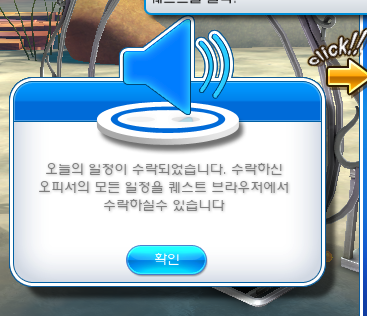 click!!
오늘의 일정이 수락되었습니다. 수락하신
오피서의 모든 일정을 퀘스트 브라우저에서
수락하실수 있습니다
확인